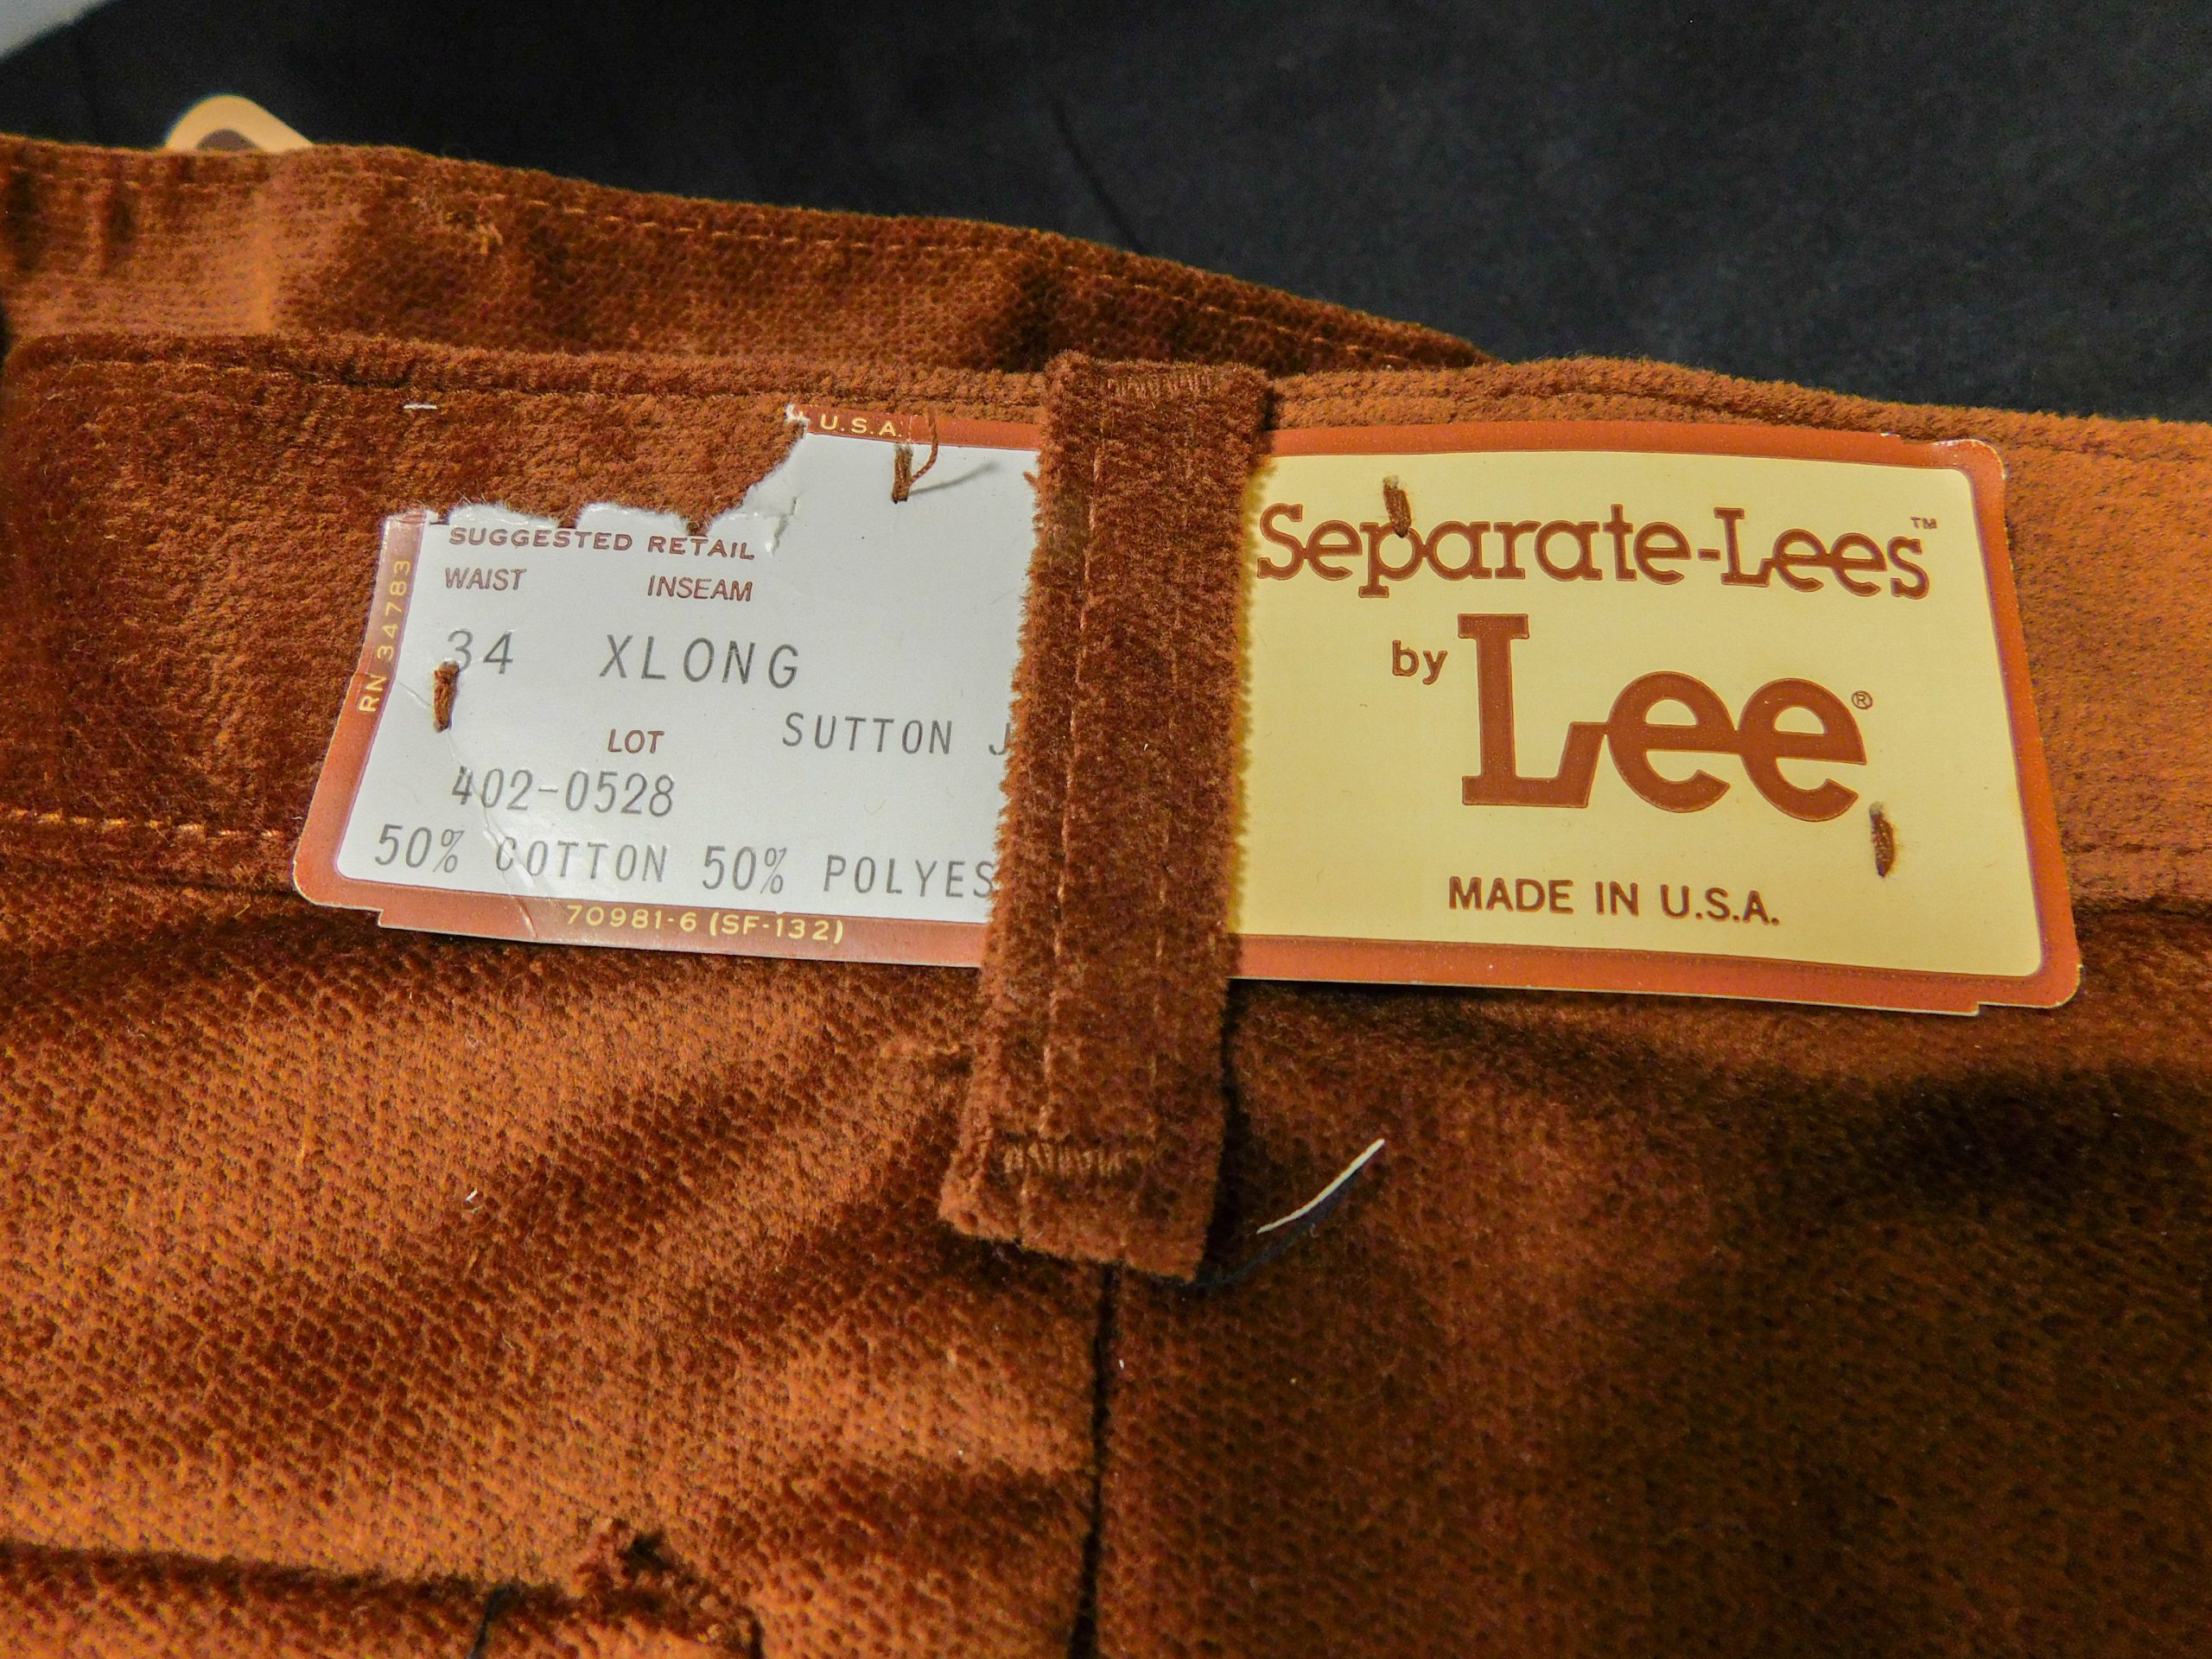 U.S.A.
SUGGESTED RETAIL
WAIST INSEAM
34 XLONG
SUTTON
LOT
402-0528
50% COTTON 50%
70981-6 (SF-132)
RN 34783
Separate-Lees™
by Lee®
MADE IN U.S.A.